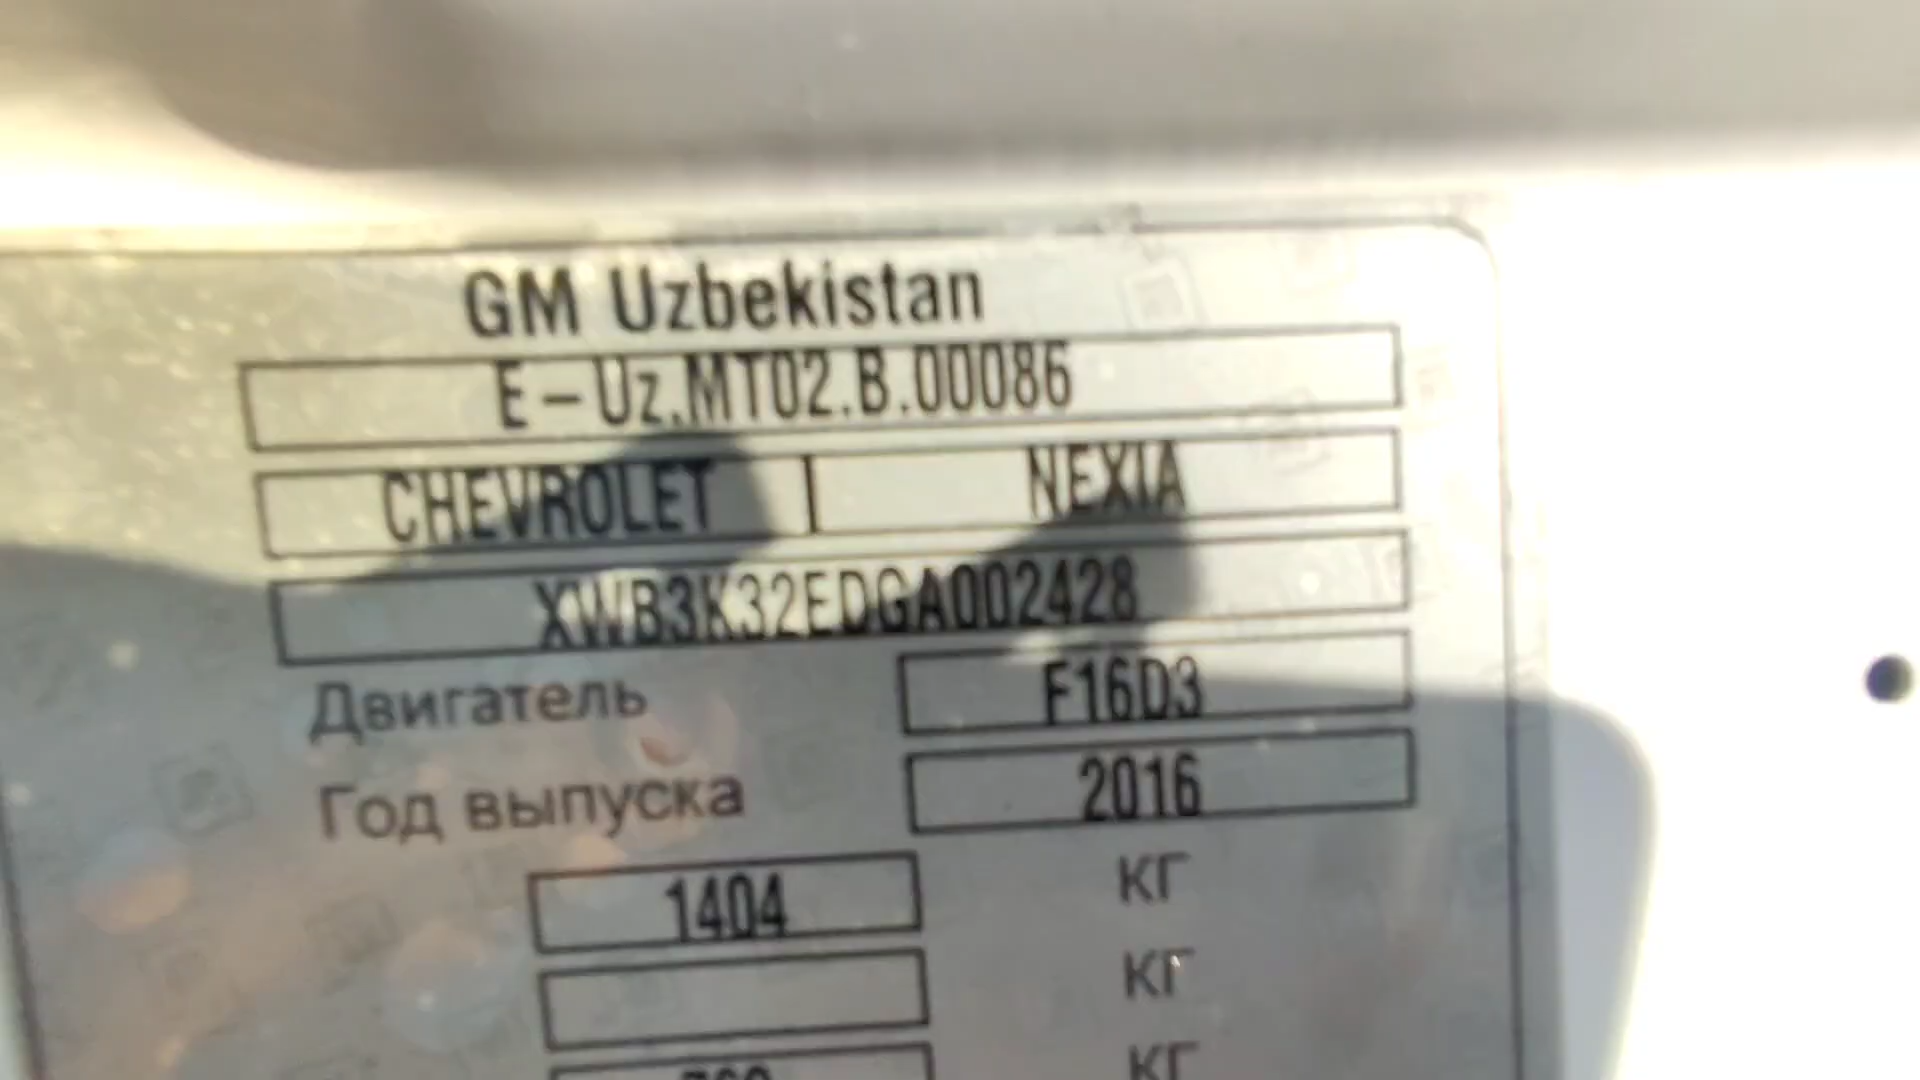 GM Uzbekistan
E-Uz.MT02.B.00086
CHEVROLET NEXIA
XWB3K32EDGA002428
Двигатель F16D3
Год выпуска 2016
1404 КГ
КГ
КГ